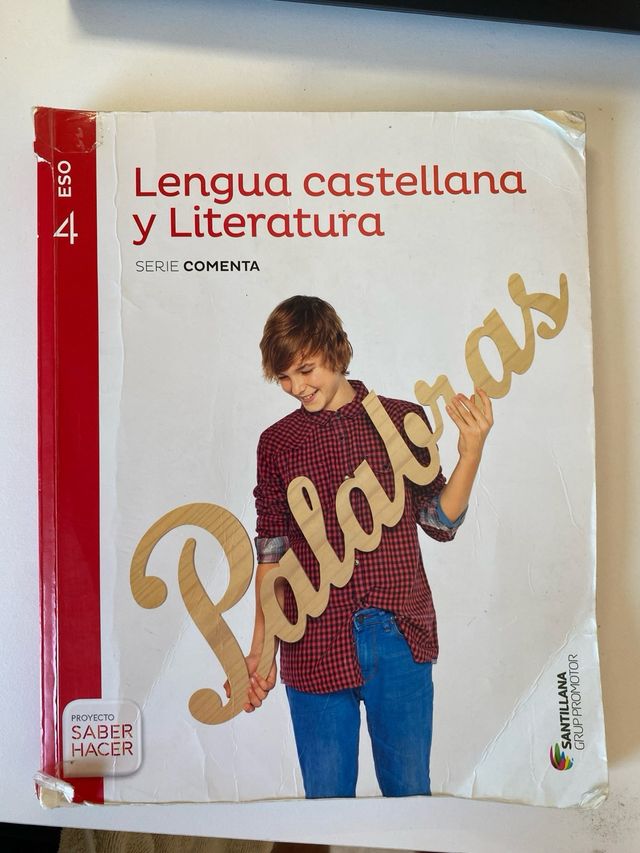 ESO
4
Lengua castellana
y Literatura
SERIE COMENTA
Palabras
PROYECTO
SABER
HACER
SANTILLANA
GRUP PROMOTOR